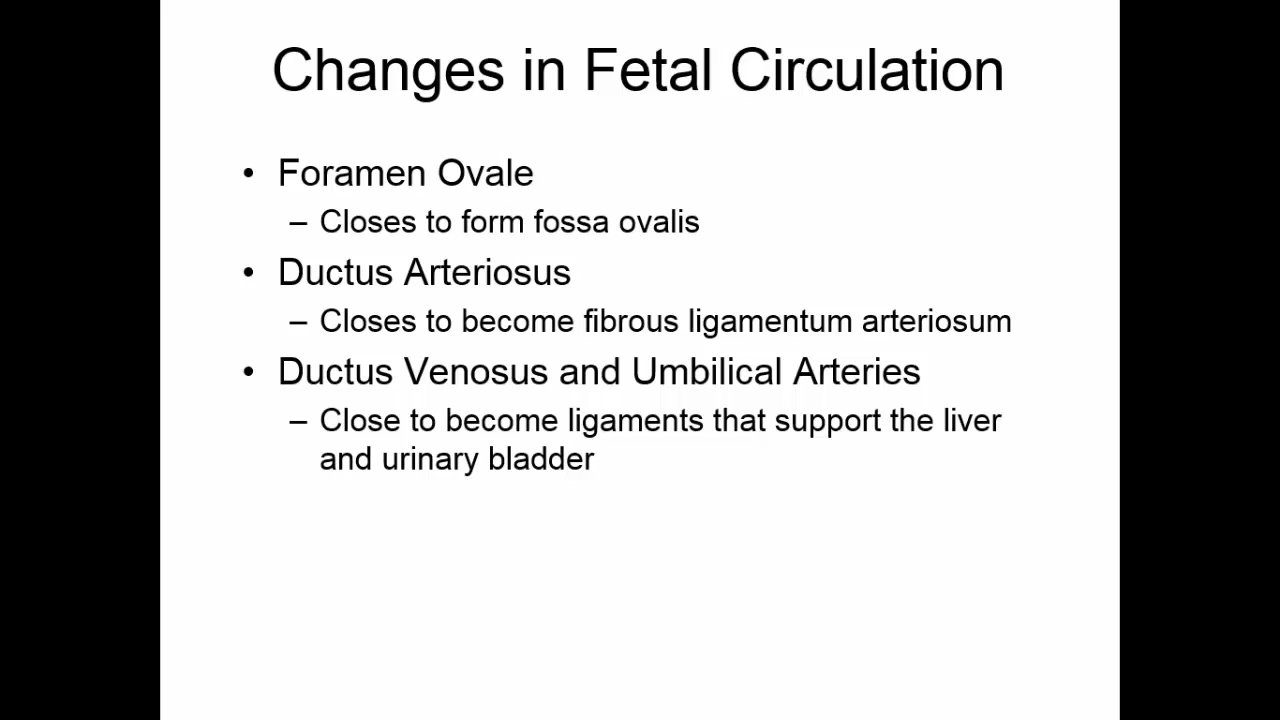 Changes in Fetal Circulation
• Foramen Ovale
– Closes to form fossa ovalis
• Ductus Arteriosus
– Closes to become fibrous ligamentum arteriosum
• Ductus Venosus and Umbilical Arteries
– Close to become ligaments that support the liver
and urinary bladder